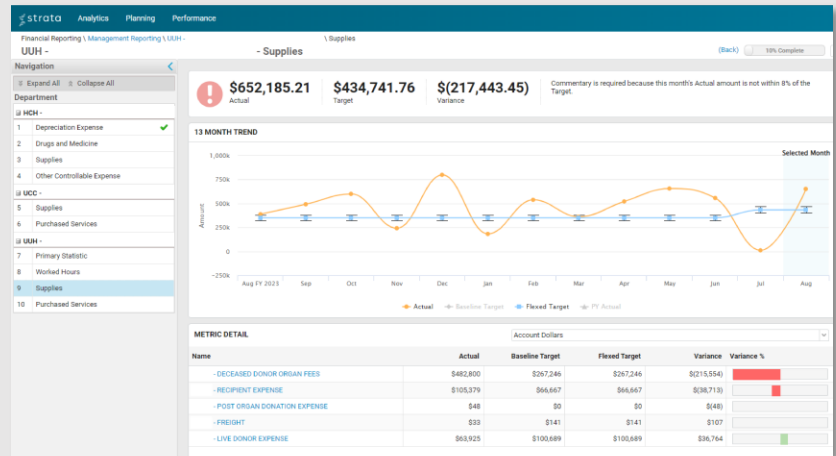 strata Analytics Planning Performance
Financial Reporting \ Management Reporting \ UUH - \ Supplies
UUH - - Supplies
(Back) 10% Complete
Navigation
Expand All Collapse All
Department
HCH -
1 Depreciation Expense
2 Drugs and Medicine
3 Supplies
4 Other Controllable Expense
UCC -
5 Supplies
6 Purchased Services
UUH -
7 Primary Statistic
8 Worked Hours
9 Supplies
10 Purchased Services
$652,185.21 $434,741.76 $(217,443.45)
Actual Target Variance
Commentary is required because this month's Actual amount is not within 8% of the
Target.
13 MONTH TREND
Selected Month
1,000k
750k
500k
250k
0
-250k
Amount
Aug FY 2023 Sep Oct Nov Dec Jan Feb Mar Apr May Jun Jul Aug
Actual Baseline Target Flexed Target PY Actual
METRIC DETAIL Account Dollars
Name Actual Baseline Target Flexed Target Variance Variance %
- DECEASED DONOR ORGAN FEES $482,800 $267,246 $267,246 $(215,554)
- RECIPIENT EXPENSE $105,379 $66,667 $66,667 $(38,713)
- POST ORGAN DONATION EXPENSE $48 $0 $0 $(48)
- FREIGHT $33 $141 $141 $107
- LIVE DONOR EXPENSE $63,925 $100,689 $100,689 $36,764